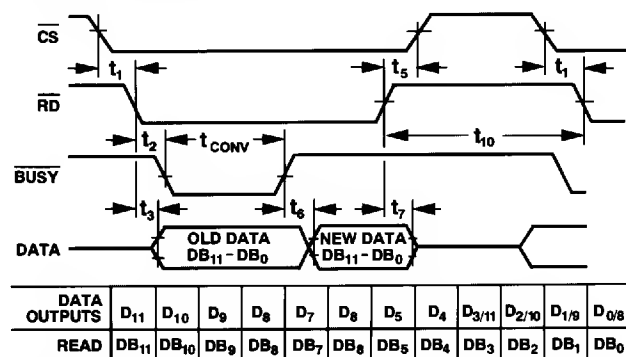 CS
t1 t5 t1
RD
t2 tCONV t10
BUSY
t3 t6 t7
DATA OLD DATA NEW DATA
DB11 – DB0 DB11 – DB0
DATA OUTPUTS D11 D10 D9 D8 D7 D8 D5 D4 D3/11 D2/10 D1/9 D0/8
READ DB11 DB10 DB9 DB8 DB7 DB8 DB5 DB4 DB3 DB2 DB1 DB0